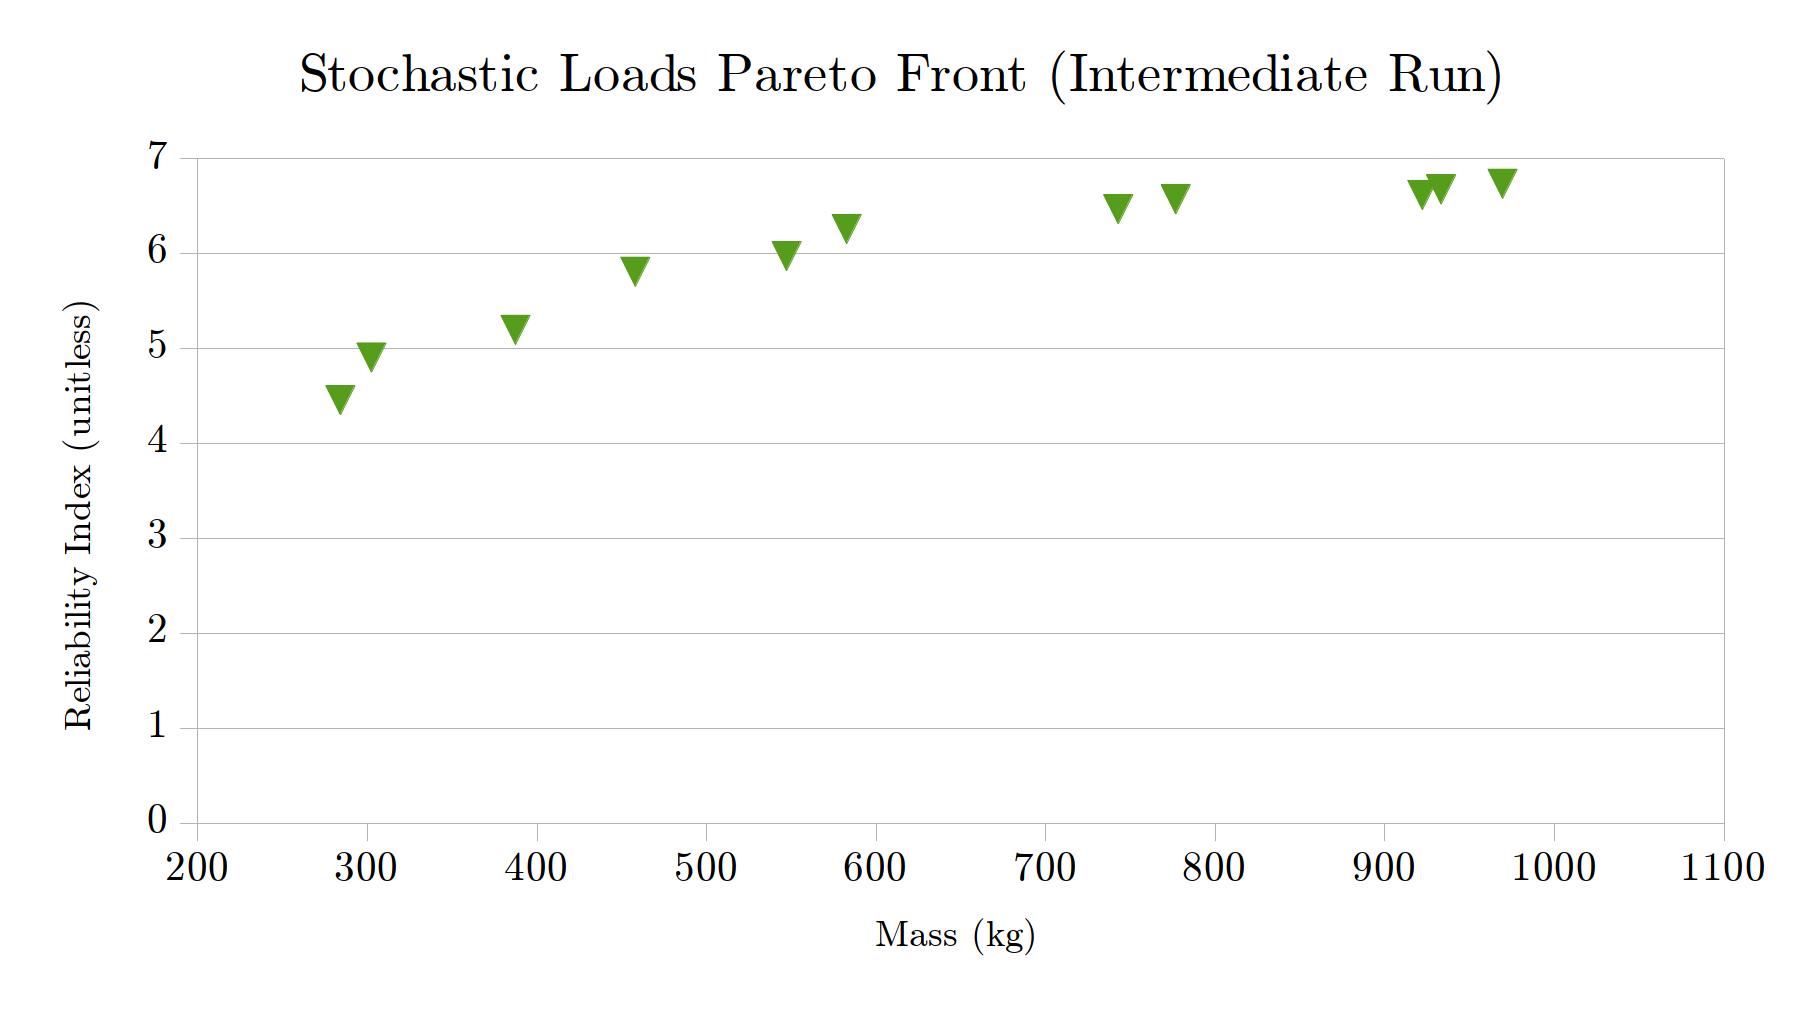 Stochastic Loads Pareto Front (Intermediate Run)
7
6
5
4
3
2
1
0
Reliability Index (unitless)
200 300 400 500 600 700 800 900 1000 1100
Mass (kg)